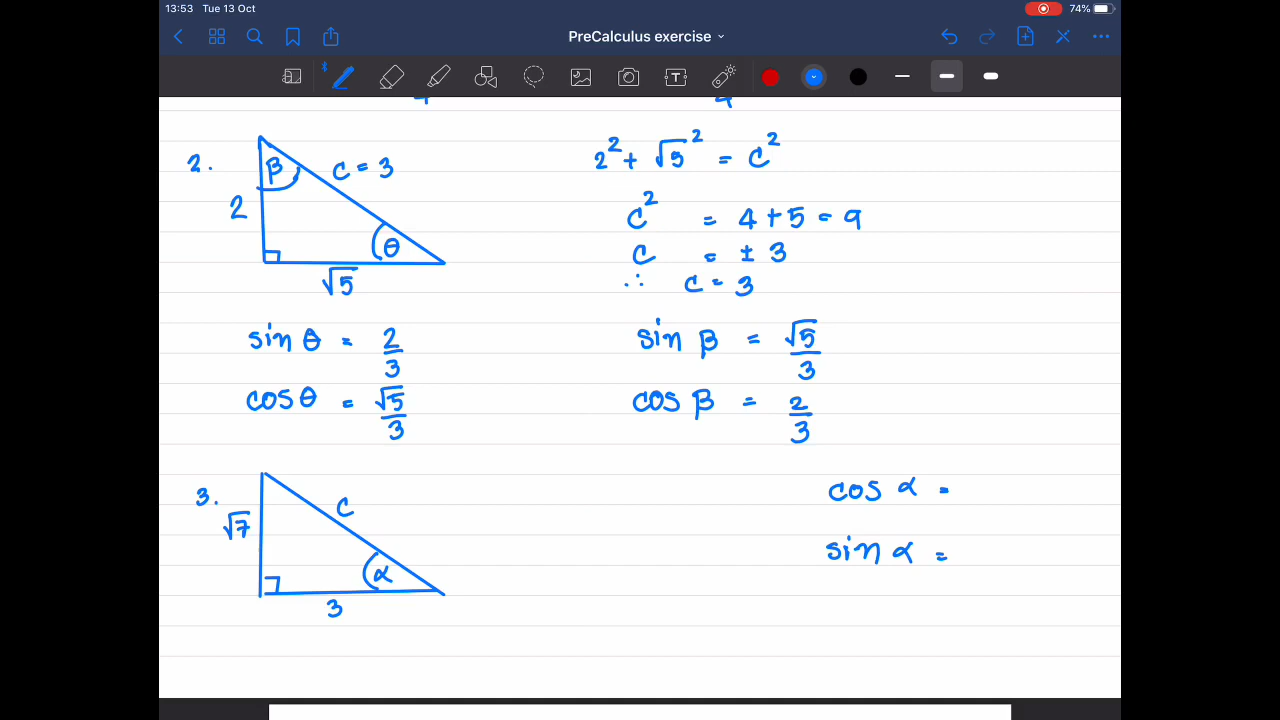 13:53 Tue 13 Oct 74%
PreCalculus exercise
T
2.
β
c = 3
2
θ
√5
2² + √5² = c²
c² = 4 + 5 = 9
c = ± 3
∴ c = 3
sin θ = 2/3
sin β = √5/3
cos θ = √5/3
cos β = 2/3
3.
√7
c
α
3
cos α =
sin α =